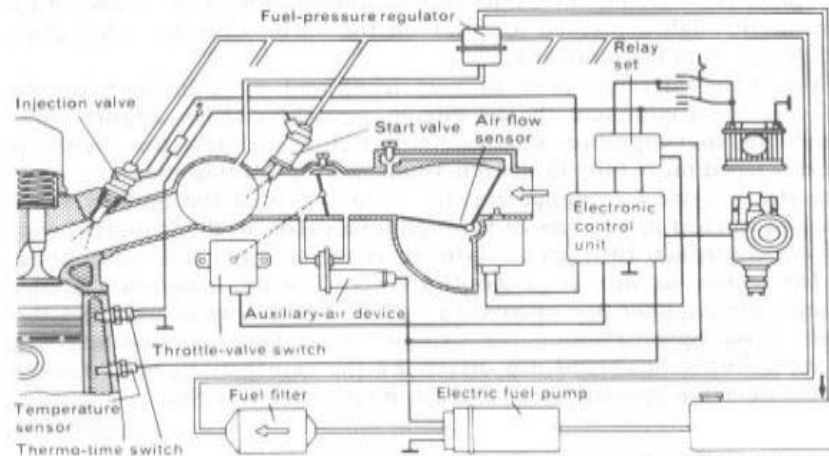 Fuel-pressure regulator
Relay
set
Injection valve
Start valve
Air flow
sensor
Electronic
control
unit
Auxiliary-air device
Throttle-valve switch
Fuel filter
Electric fuel pump
Temperature
sensor
Thermo-time switch